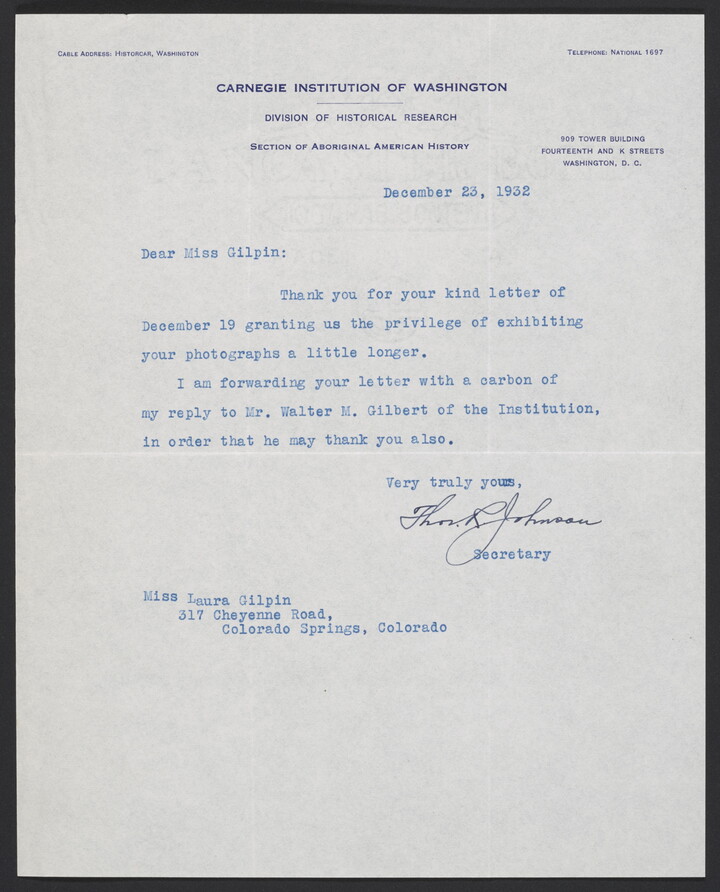 CABLE ADDRESS: HISTORCAR, WASHINGTON
TELEPHONE: NATIONAL 1697
CARNEGIE INSTITUTION OF WASHINGTON
DIVISION OF HISTORICAL RESEARCH
SECTION OF ABORIGINAL AMERICAN HISTORY
909 TOWER BUILDING
FOURTEENTH AND K STREETS
WASHINGTON, D. C.
December 23, 1932
Dear Miss Gilpin:
Thank you for your kind letter of
December 19 granting us the privilege of exhibiting
your photographs a little longer.
I am forwarding your letter with a carbon of
my reply to Mr. Walter M. Gilbert of the Institution,
in order that he may thank you also.
Very truly yours,
Thos. R. Johnson
Secretary
Miss Laura Gilpin
317 Cheyenne Road,
Colorado Springs, Colorado